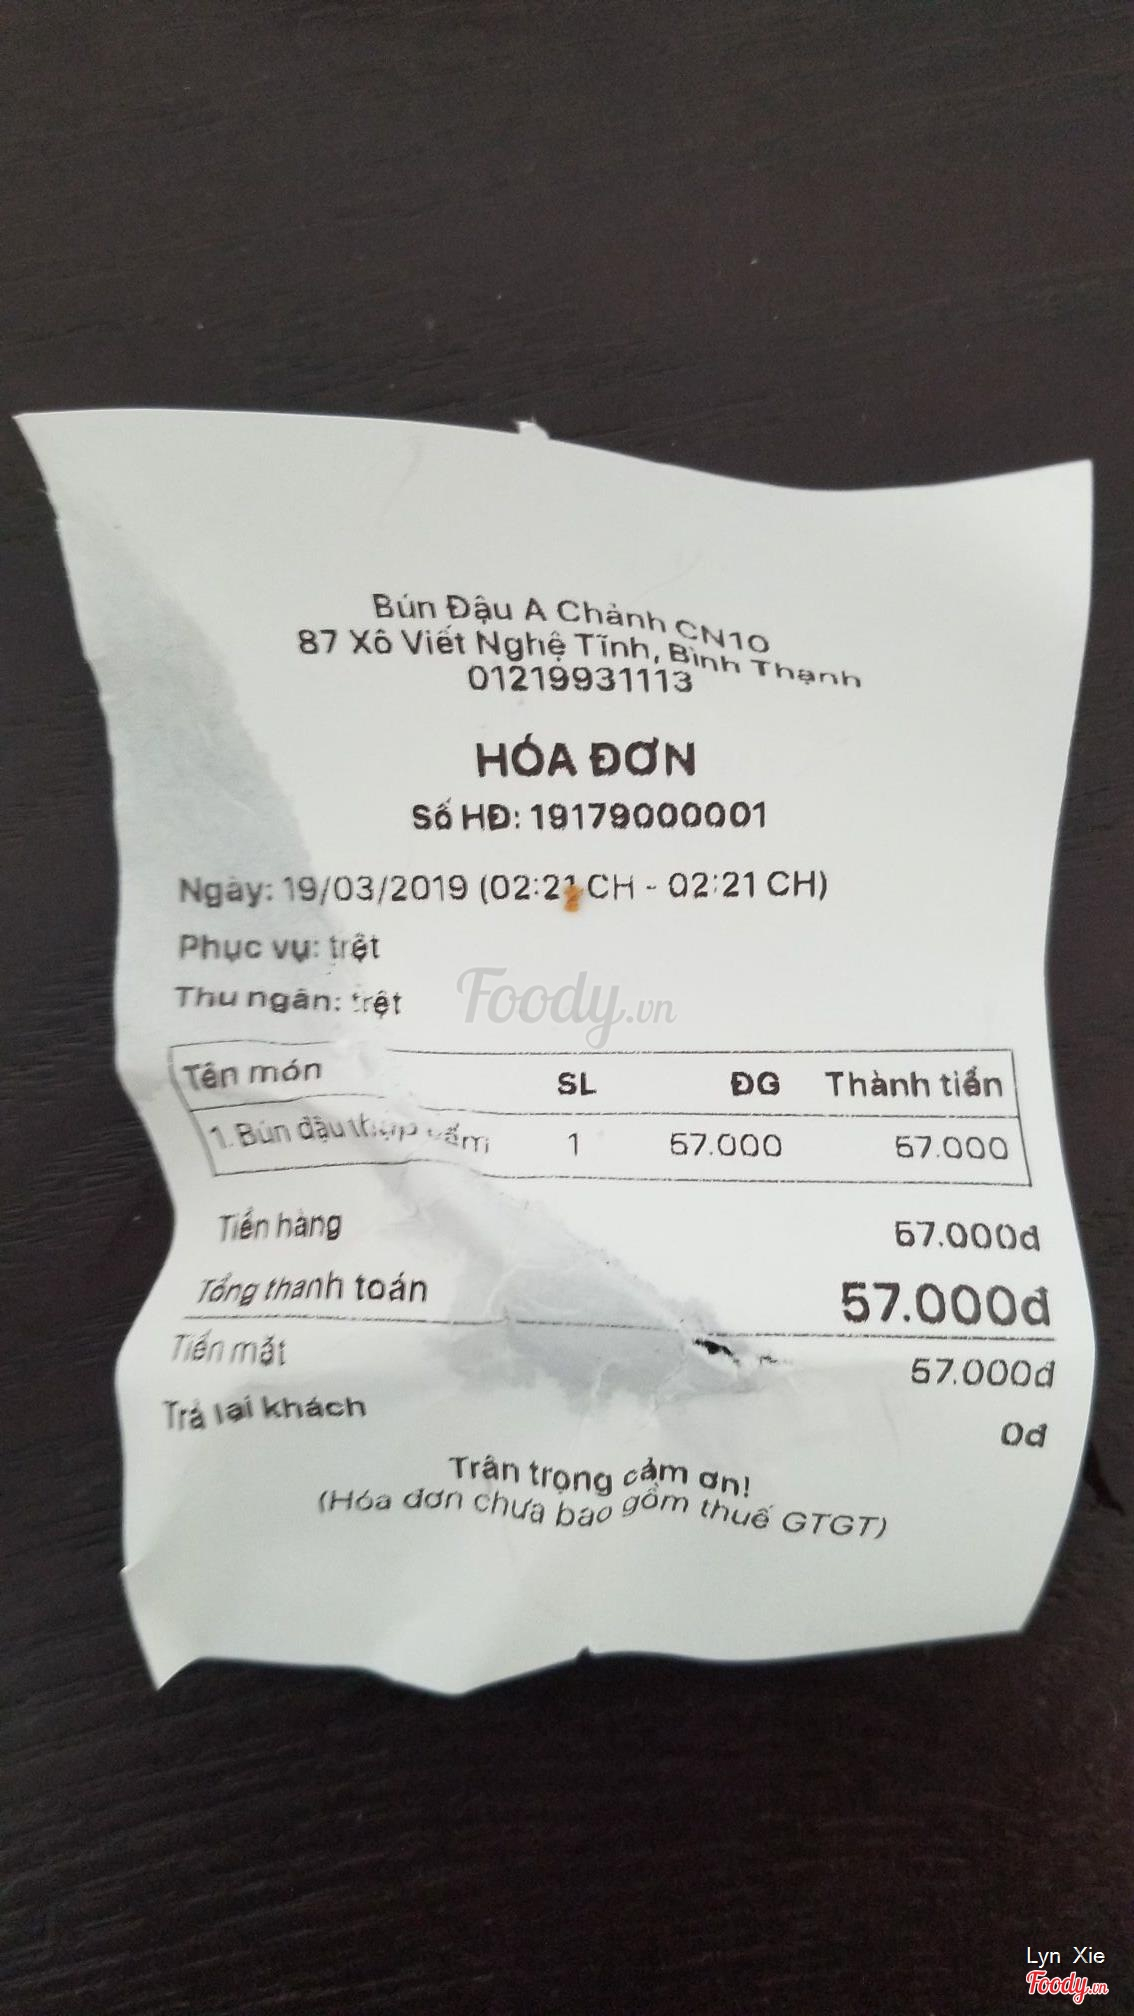 Bún Đậu A Chảnh CN10
87 Xô Viết Nghệ Tĩnh, Bình Thạnh
01219931113
HÓA ĐƠN
Số HĐ: 19179000001
Ngày: 19/03/2019 (02:21 CH - 02:21 CH)
Phục vụ: trệt
Thu ngân: trệt
Foody.vn
Tên món SL ĐG Thành tiền
1. Bún đậu thập cẩm 1 57.000 57.000
Tiền hàng 57.000đ
Tổng thanh toán 57.000đ
Tiền mặt 57.000đ
Trả lại khách 0đ
Trân trọng cảm ơn!
(Hóa đơn chưa bao gồm thuế GTGT)
Lyn Xie
Foody.vn